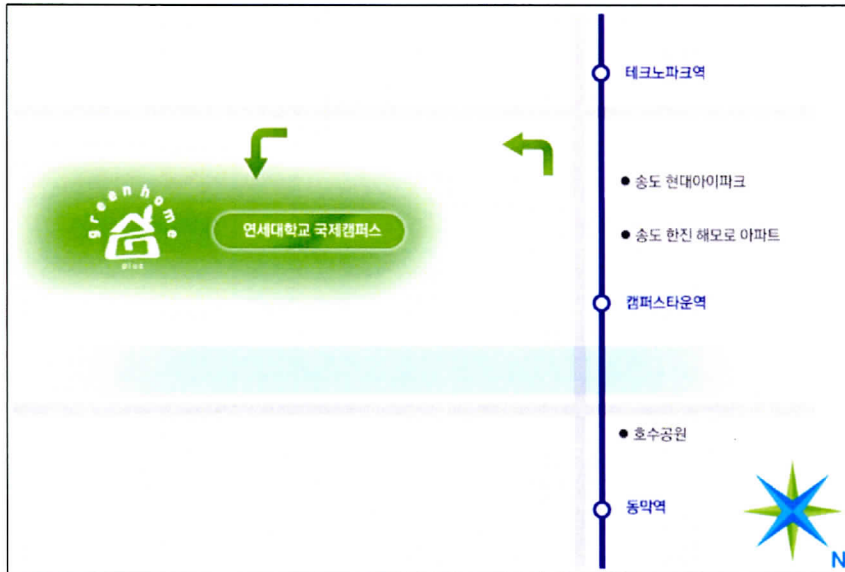 테크노파크역
송도 현대아이파크
greenhome
연세대학교 국제캠퍼스
송도 한진 해모로 아파트
plus
캠퍼스타운역
호수공원
동막역
N